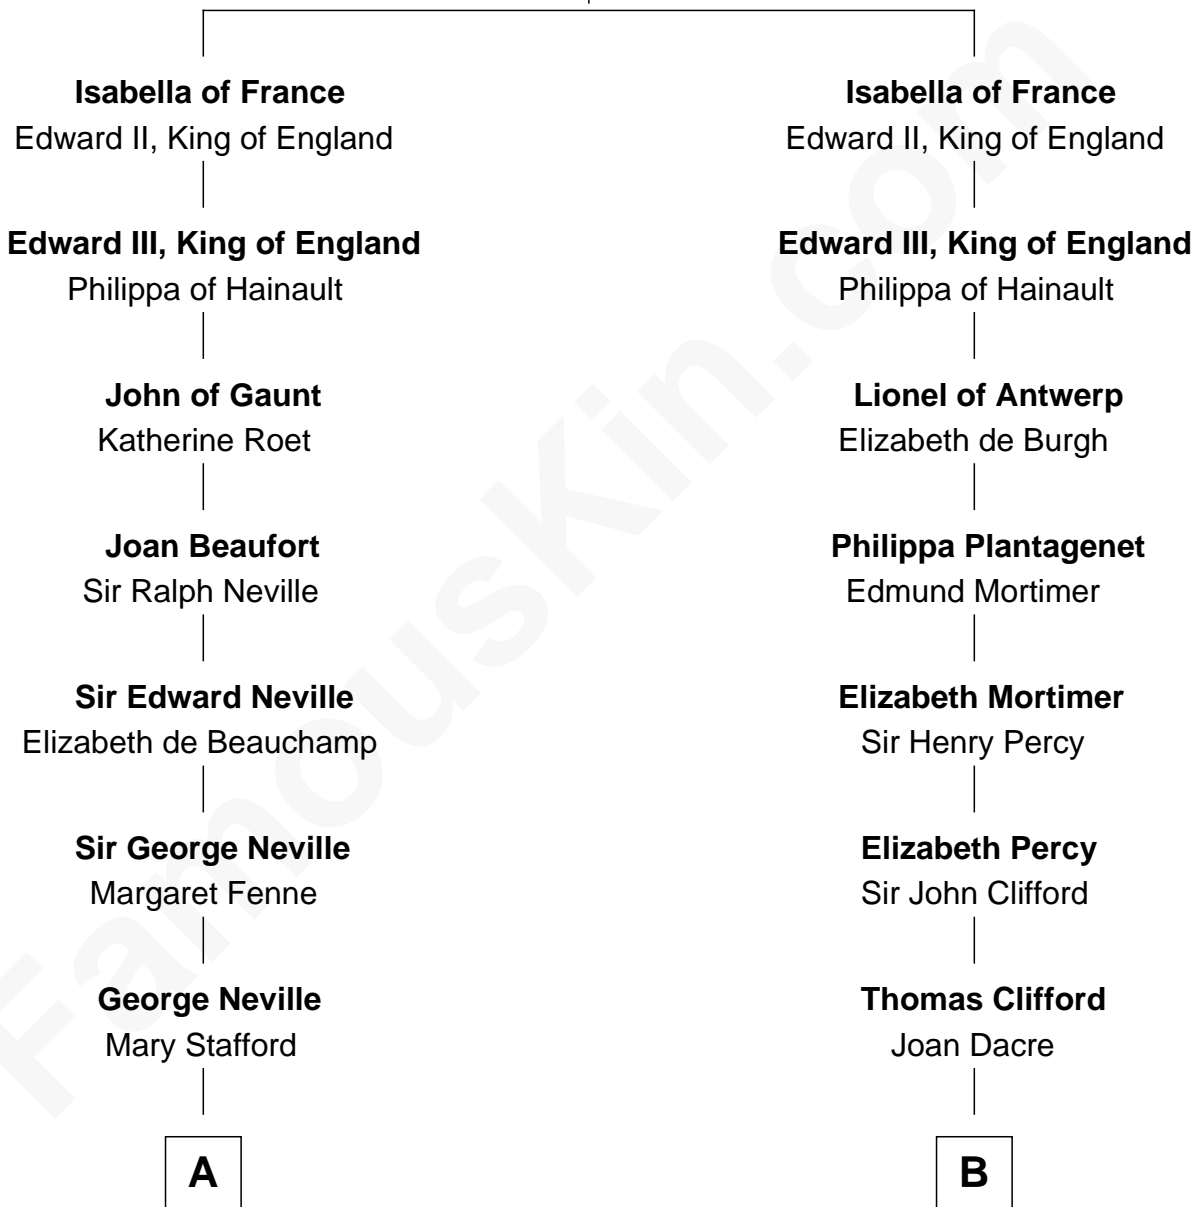 Isabella of France
Edward II, King of England
Edward III, King of England
Philippa of Hainault
John of Gaunt
Katherine Roet
Joan Beaufort
Sir Ralph Neville
Sir Edward Neville
Elizabeth de Beauchamp
Sir George Neville
Margaret Fenne
George Neville
Mary Stafford
A
Isabella of France
Edward II, King of England
Edward III, King of England
Philippa of Hainault
Lionel of Antwerp
Elizabeth de Burgh
Philippa Plantagenet
Edmund Mortimer
Elizabeth Mortimer
Sir Henry Percy
Elizabeth Percy
Sir John Clifford
Thomas Clifford
Joan Dacre
B
FamousKin.com